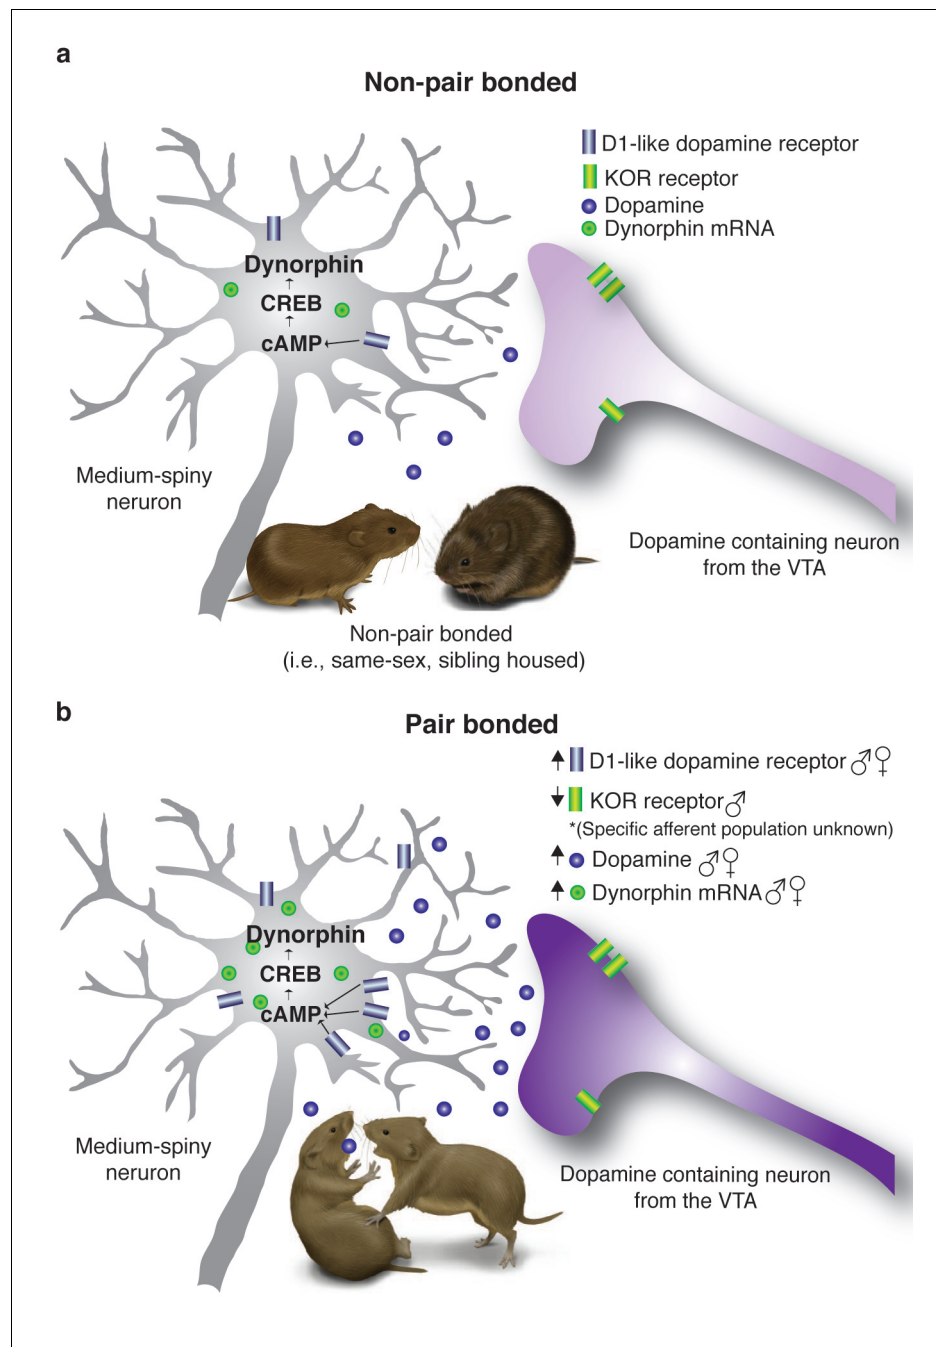 a
Non-pair bonded
D1-like dopamine receptor
KOR receptor
Dopamine
Dynorphin mRNA
Dynorphin
CREB
cAMP
Medium-spiny
neruron
Dopamine containing neuron
from the VTA
Non-pair bonded
(i.e., same-sex, sibling housed)
b
Pair bonded
↑ D1-like dopamine receptor ♂♀
↓ KOR receptor ♂
*(Specific afferent population unknown)
↑ Dopamine ♂♀
↑ Dynorphin mRNA ♂♀
Dynorphin
CREB
cAMP
Medium-spiny
neruron
Dopamine containing neuron
from the VTA